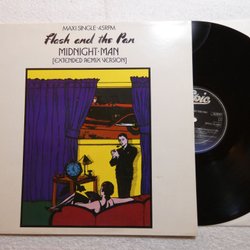 MAXI SINGLE·45RPM
Flash and the Pan
MIDNIGHT·MAN
[EXTENDED REMIX VERSION]
Epic